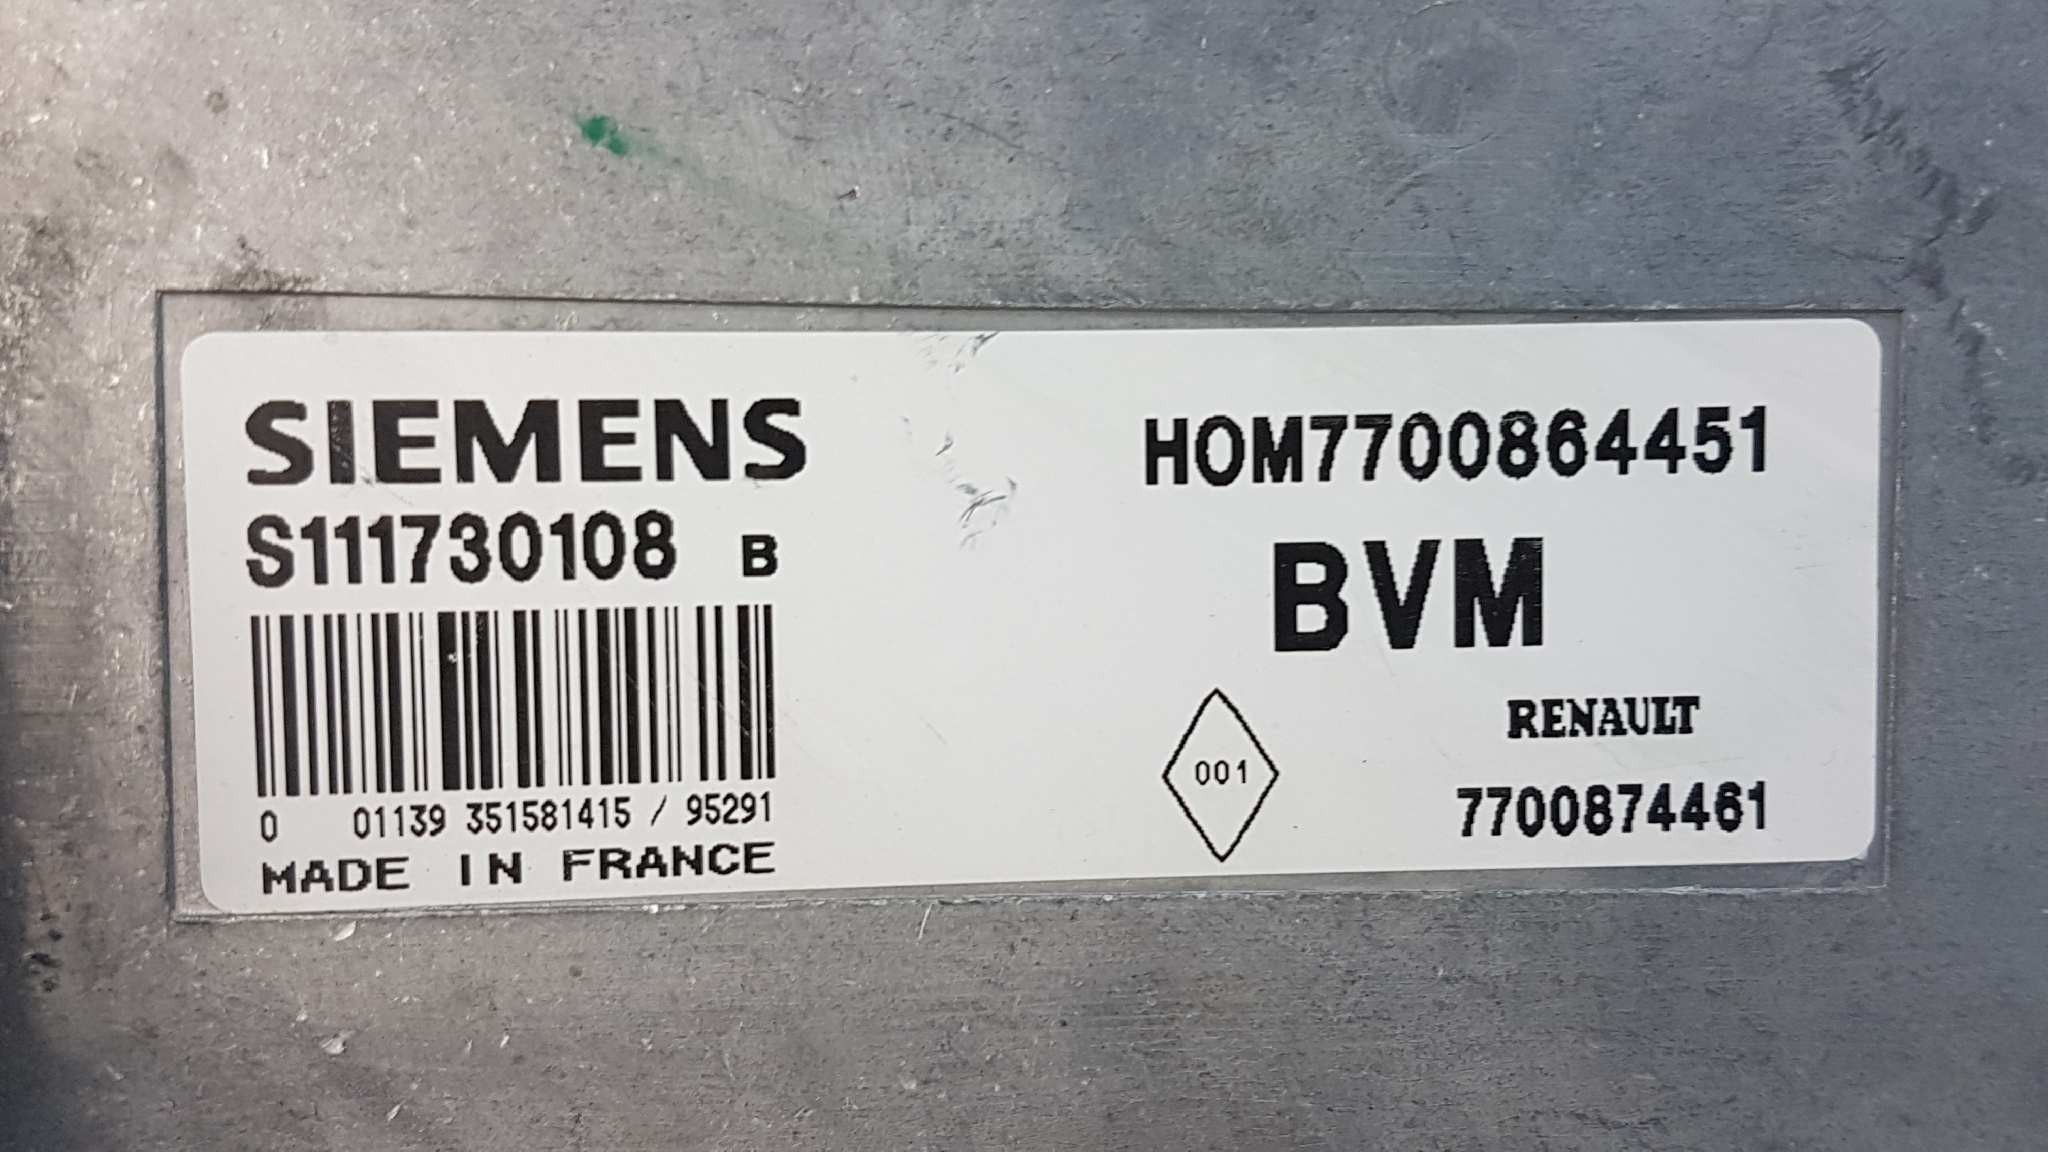 SIEMENS
S111730108 B
0 01139 351581415 / 95291
MADE IN FRANCE
HOM7700864451
BVM
001
RENAULT
7700874461